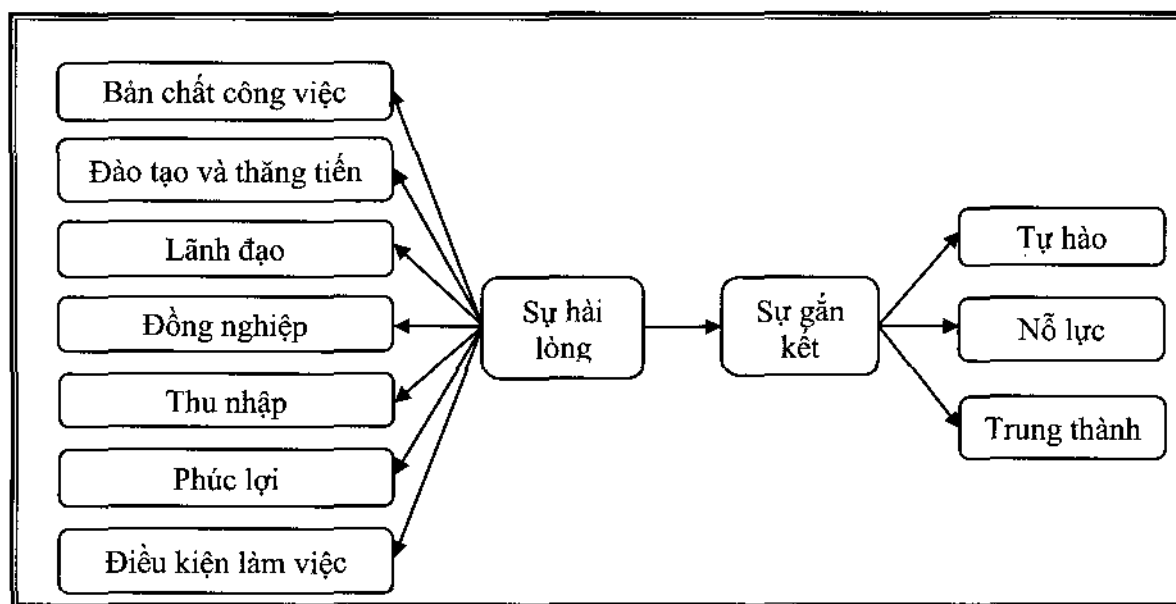 Bản chất công việc
Đào tạo và thăng tiến
Lãnh đạo
Đồng nghiệp
Thu nhập
Phúc lợi
Điều kiện làm việc
Sự hài
lòng
Sự gắn
kết
Tự hào
Nỗ lực
Trung thành